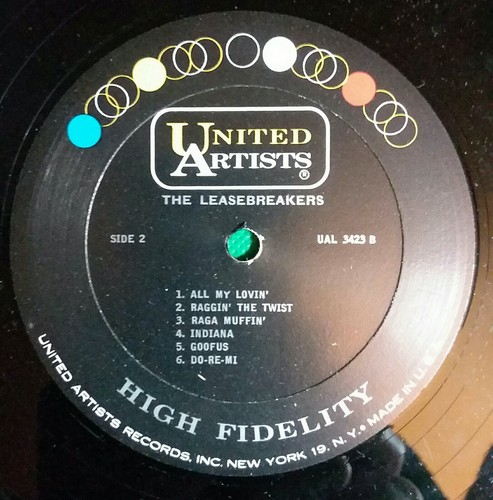 UNITED
ARTISTS®
THE LEASEBREAKERS
SIDE 2
UAL 3423 B
1. ALL MY LOVIN'
2. RAGGIN' THE TWIST
3. RAGA MUFFIN'
4. INDIANA
5. GOOFUS
6. DO-RE-MI
HIGH FIDELITY
UNITED ARTISTS RECORDS, INC. NEW YORK 19, N. Y. • MADE IN U.